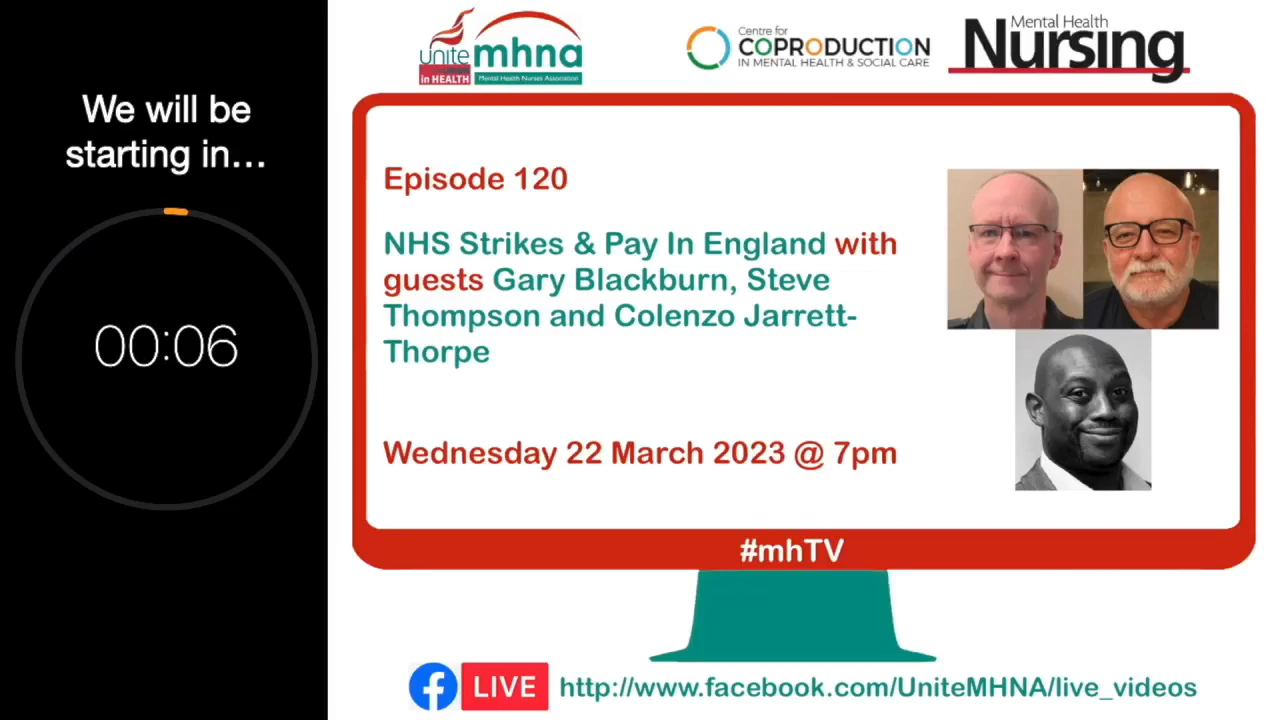 We will be
starting in...
00:06
unite
in HEALTH
mhna
Mental Health Nurses Association
Centre for
COPRODUCTION
IN MENTAL HEALTH & SOCIAL CARE
Mental Health
Nursing
Episode 120
NHS Strikes & Pay In England with
guests Gary Blackburn, Steve
Thompson and Colenzo Jarrett-
Thorpe
Wednesday 22 March 2023 @ 7pm
#mhTV
LIVE
http://www.facebook.com/UniteMHNA/live_videos